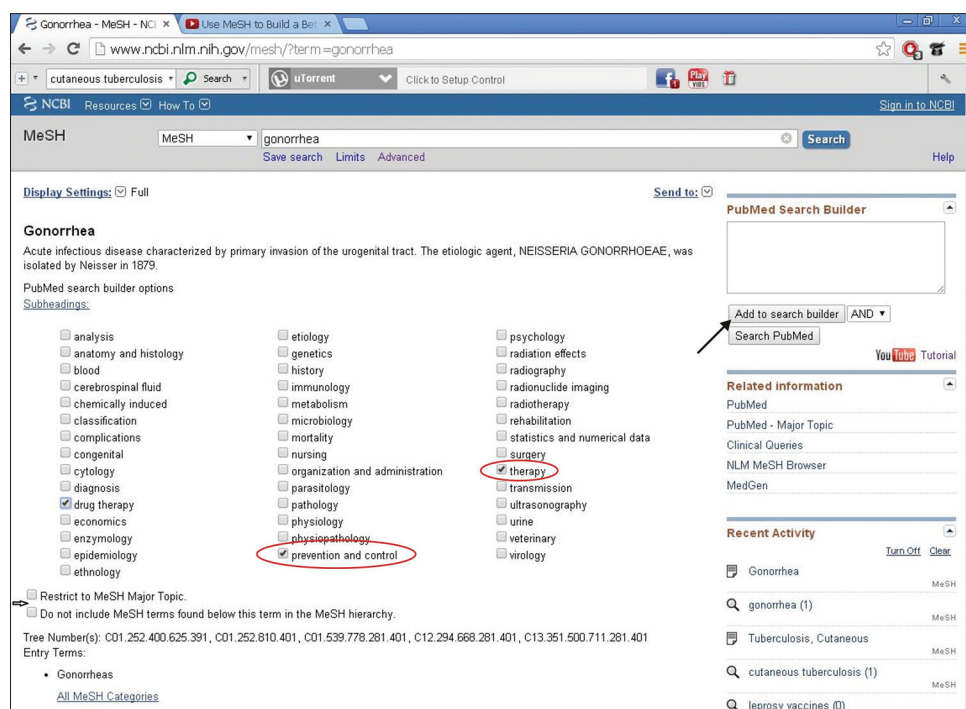 Gonorrhea - MeSH - NCE
Use MeSH to Build a Bet
www.ncbi.nlm.nih.gov/mesh/?term=gonorrhea
cutaneous tuberculosis
Search
uTorrent
Click to Setup Control
Play
VIDS
NCBI Resources How To
Sign in to NCBI
MeSH
MeSH
gonorrhea
Search
Save search Limits Advanced
Help
Display Settings: Full
Send to:
Gonorrhea
Acute infectious disease characterized by primary invasion of the urogenital tract. The etiologic agent, NEISSERIA GONORRHOEAE, was
isolated by Neisser in 1879.
PubMed search builder options
Subheadings:
analysis
anatomy and histology
blood
cerebrospinal fluid
chemically induced
classification
complications
congenital
cytology
diagnosis
drug therapy
economics
enzymology
epidemiology
ethnology
etiology
genetics
history
immunology
metabolism
microbiology
mortality
nursing
organization and administration
parasitology
pathology
physiology
physiopathology
prevention and control
psychology
radiation effects
radiography
radionuclide imaging
radiotherapy
rehabilitation
statistics and numerical data
surgery
therapy
transmission
ultrasonography
urine
veterinary
virology
Restrict to MeSH Major Topic.
Do not include MeSH terms found below this term in the MeSH hierarchy.
Tree Number(s): C01.252.400.625.391, C01.252.810.401, C01.539.778.281.401, C12.294.668.281.401, C13.351.500.711.281.401
Entry Terms:
• Gonorrheas
All MeSH Categories
PubMed Search Builder
Add to search builder AND
Search PubMed
YouTube Tutorial
Related information
PubMed
PubMed - Major Topic
Clinical Queries
NLM MeSH Browser
MedGen
Recent Activity
Turn Off Clear
Gonorrhea
MeSH
gonorrhea (1)
MeSH
Tuberculosis, Cutaneous
MeSH
cutaneous tuberculosis (1)
MeSH
leprosy vaccines (0)